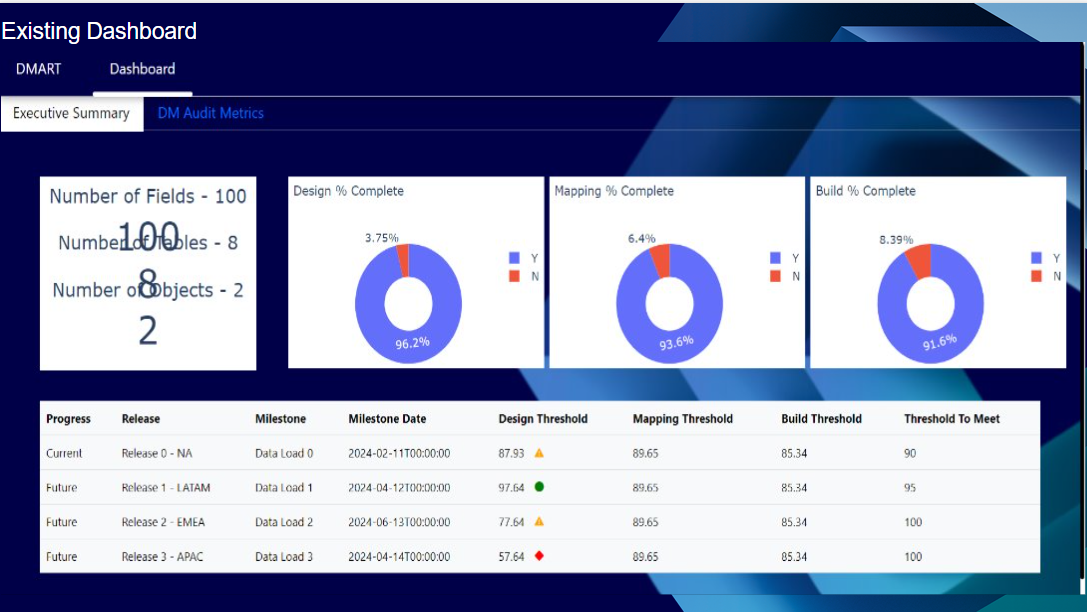 Existing Dashboard
DMART Dashboard
Executive Summary DM Audit Metrics
Number of Fields - 100
100
Number of Tables - 8
8
Number of Objects - 2
2
Design % Complete
3.75%
96.2%
Y
N
Mapping % Complete
6.4%
93.6%
Y
N
Build % Complete
8.39%
91.6%
Y
N
Progress Release Milestone Milestone Date Design Threshold Mapping Threshold Build Threshold Threshold To Meet
Current Release 0 - NA Data Load 0 2024-02-11T00:00:00 87.93 89.65 85.34 90
Future Release 1 - LATAM Data Load 1 2024-04-12T00:00:00 97.64 89.65 85.34 95
Future Release 2 - EMEA Data Load 2 2024-06-13T00:00:00 77.64 89.65 85.34 100
Future Release 3 - APAC Data Load 3 2024-04-14T00:00:00 57.64 89.65 85.34 100